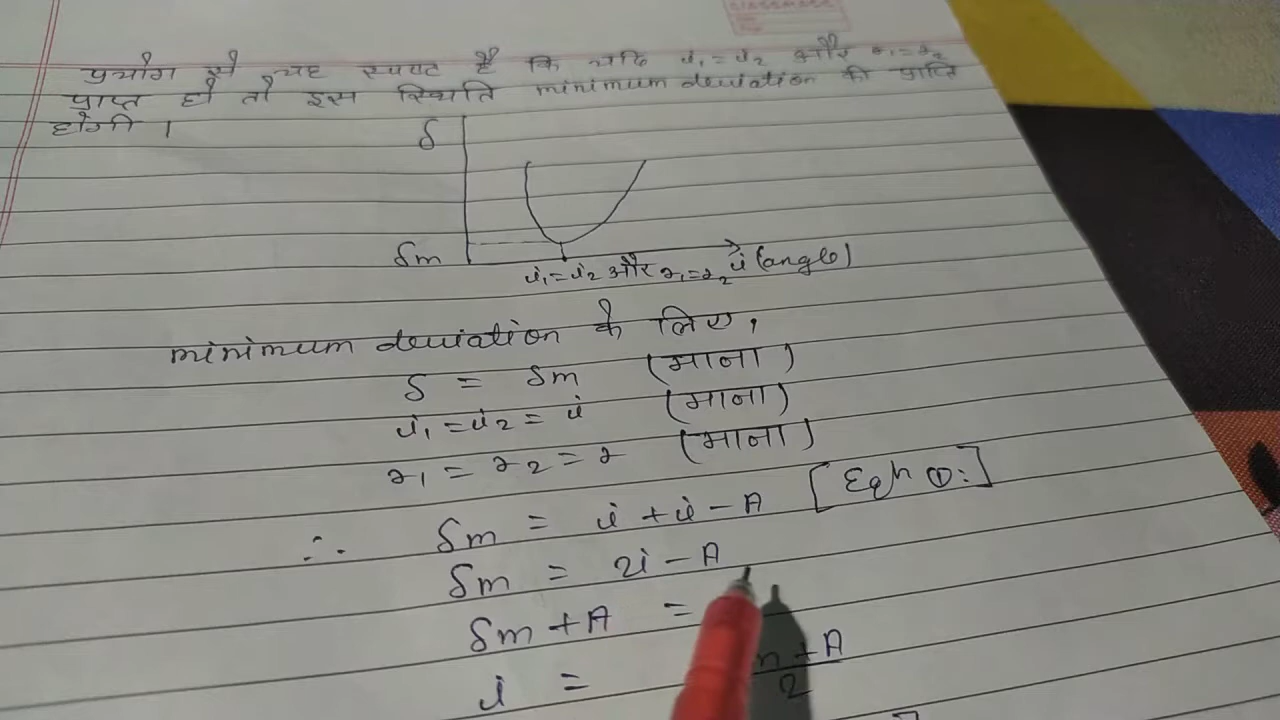 प्रयोग से यह स्पष्ट है कि यदि i₁ = i₂ और r₁ = r₂
प्राप्त हो तो इस स्थिति minimum deviation की प्राप्ति
होगी ।
δ
δm
i₁ = i₂ और r₁ = r₂ i (angle)
minimum deviation के लिए,
δ = δm (माना)
i₁ = i₂ = i (माना)
r₁ = r₂ = r (माना)
∴ δm = i + i - A [Eqn ①:]
δm = 2i - A
δm + A =
i = m + A / 2